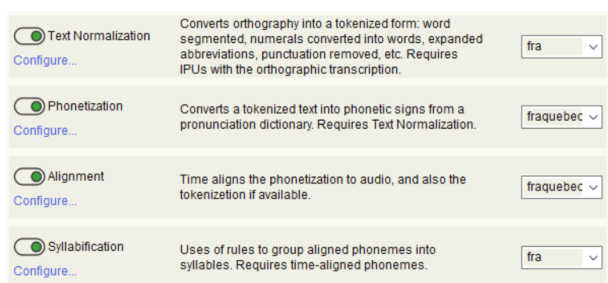 Text Normalization
Configure...
Converts orthography into a tokenized form: word
segmented, numerals converted into words, expanded
abbreviations, punctuation removed, etc. Requires
IPUs with the orthographic transcription.
fra
Phonetization
Configure...
Converts a tokenized text into phonetic signs from a
pronunciation dictionary. Requires Text Normalization.
fraquebec
Alignment
Configure...
Time aligns the phonetization to audio, and also the
tokenizetion if available.
fraquebec
Syllabification
Configure...
Uses of rules to group aligned phonemes into
syllables. Requires time-aligned phonemes.
fra